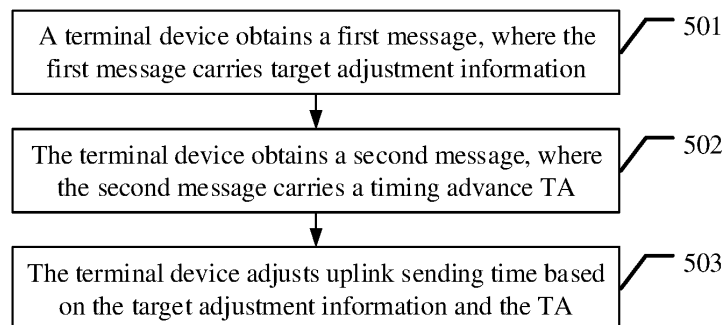 A terminal device obtains a first message, where the
first message carries target adjustment information
501
The terminal device obtains a second message, where
the second message carries a timing advance TA
502
The terminal device adjusts uplink sending time based
on the target adjustment information and the TA
503